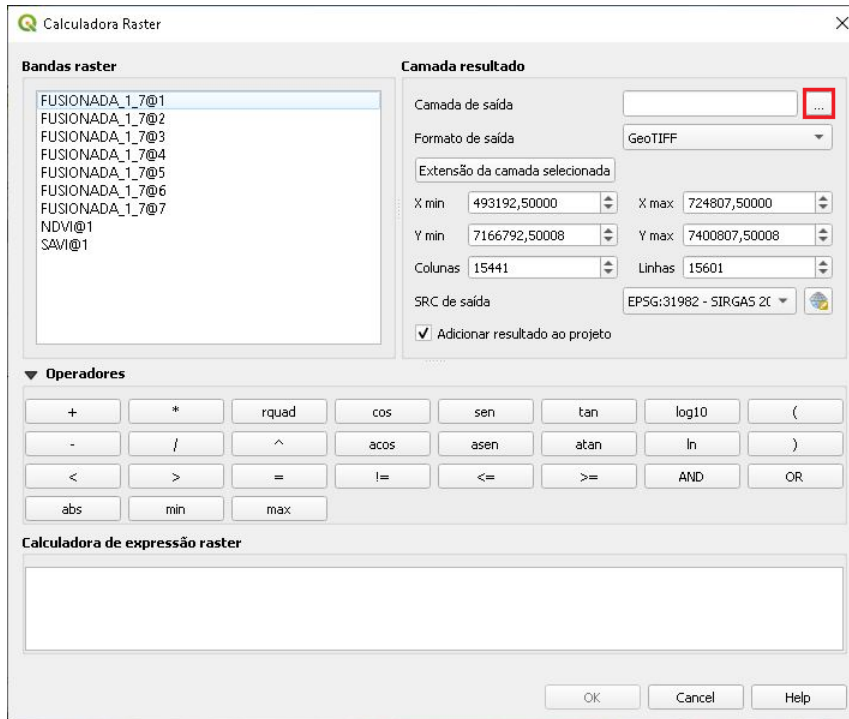 Calculadora Raster
Bandas raster
FUSIONADA_1_7@1
FUSIONADA_1_7@2
FUSIONADA_1_7@3
FUSIONADA_1_7@4
FUSIONADA_1_7@5
FUSIONADA_1_7@6
FUSIONADA_1_7@7
NDVI@1
SAVI@1
Camada resultado
Camada de saída ...
Formato de saída GeoTIFF
Extensão da camada selecionada
X min 493192,50000 X max 724807,50000
Y min 7166792,50008 Y max 7400807,50008
Colunas 15441 Linhas 15601
SRC de saída EPSG:31982 - SIRGAS 20
Adicionar resultado ao projeto
Operadores
+ * rquad cos sen tan log10 (
- / ^ acos asen atan ln )
< > = != <= >= AND OR
abs min max
Calculadora de expressão raster
OK Cancel Help